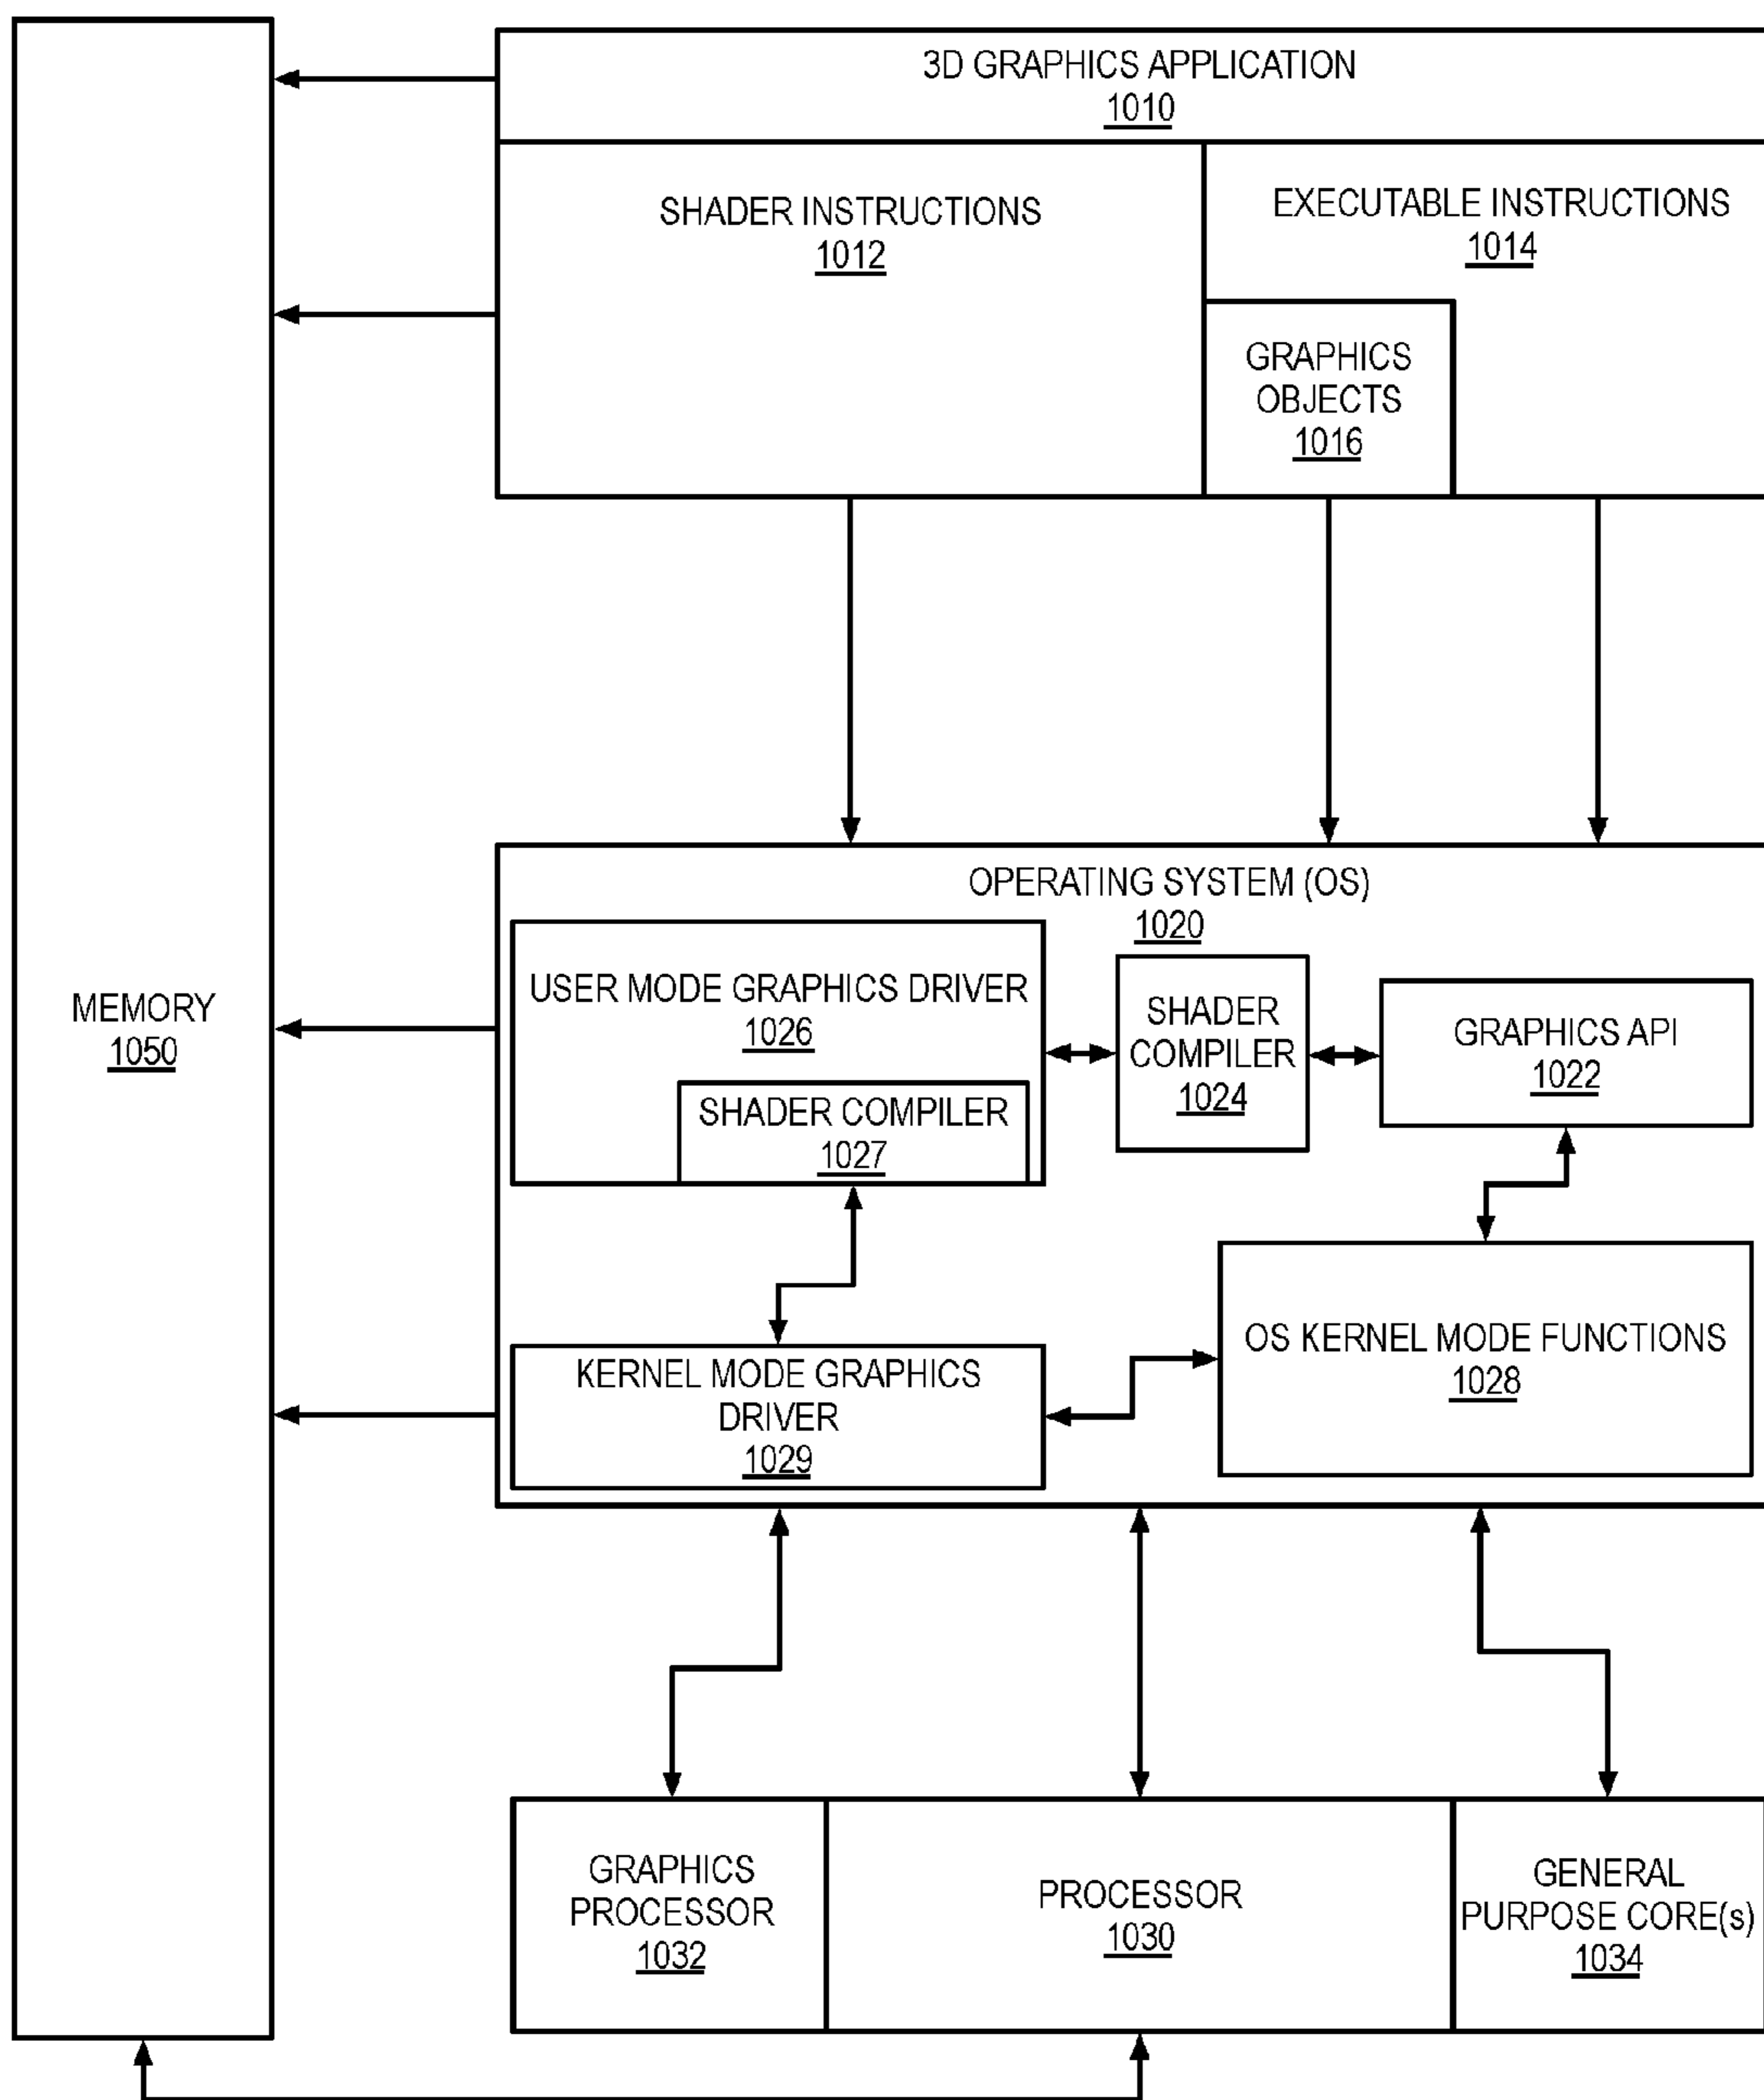 3D GRAPHICS APPLICATION
1010
SHADER INSTRUCTIONS
1012
EXECUTABLE INSTRUCTIONS
1014
GRAPHICS
OBJECTS
1016
MEMORY
1050
OPERATING SYSTEM (OS)
1020
USER MODE GRAPHICS DRIVER
1026
SHADER COMPILER
1027
SHADER
COMPILER
1024
GRAPHICS API
1022
KERNEL MODE GRAPHICS
DRIVER
1029
OS KERNEL MODE FUNCTIONS
1028
GRAPHICS
PROCESSOR
1032
PROCESSOR
1030
GENERAL
PURPOSE CORE(s)
1034